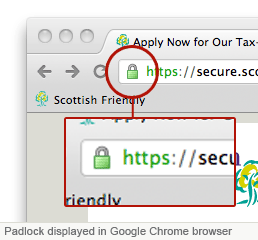 Apply Now for Our Tax-
https://secure.sco
Scottish Friendly
https://secu
riendly
Padlock displayed in Google Chrome browser